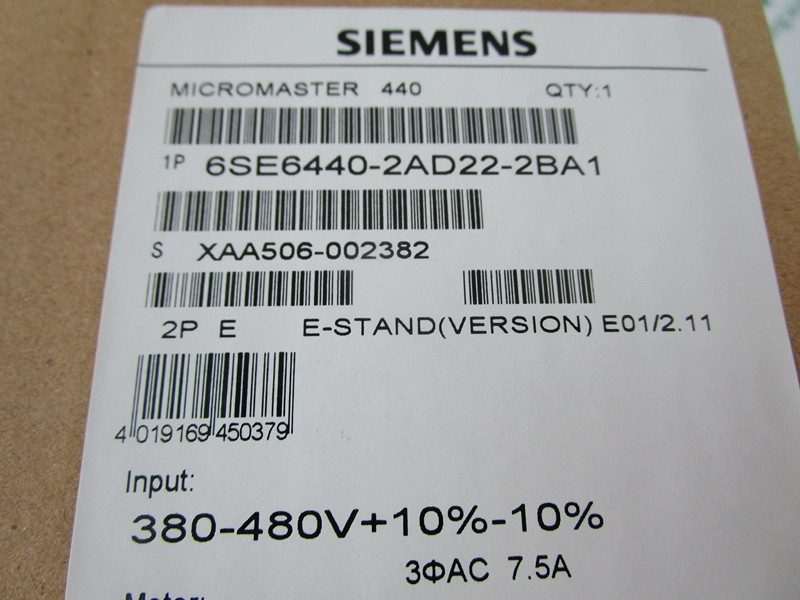 SIEMENS
MICROMASTER 440 QTY:1
1P 6SE6440-2AD22-2BA1
S XAA506-002382
2P E E-STAND(VERSION) E01/2.11
4 019169 450379
Input:
380-480V+10%-10%
3ΦAC 7.5A
Motor: